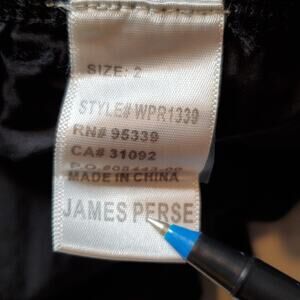 SIZE: 2
STYLE# WPR1339
RN# 95339
CA# 31092
MADE IN CHINA
JAMES PERSE